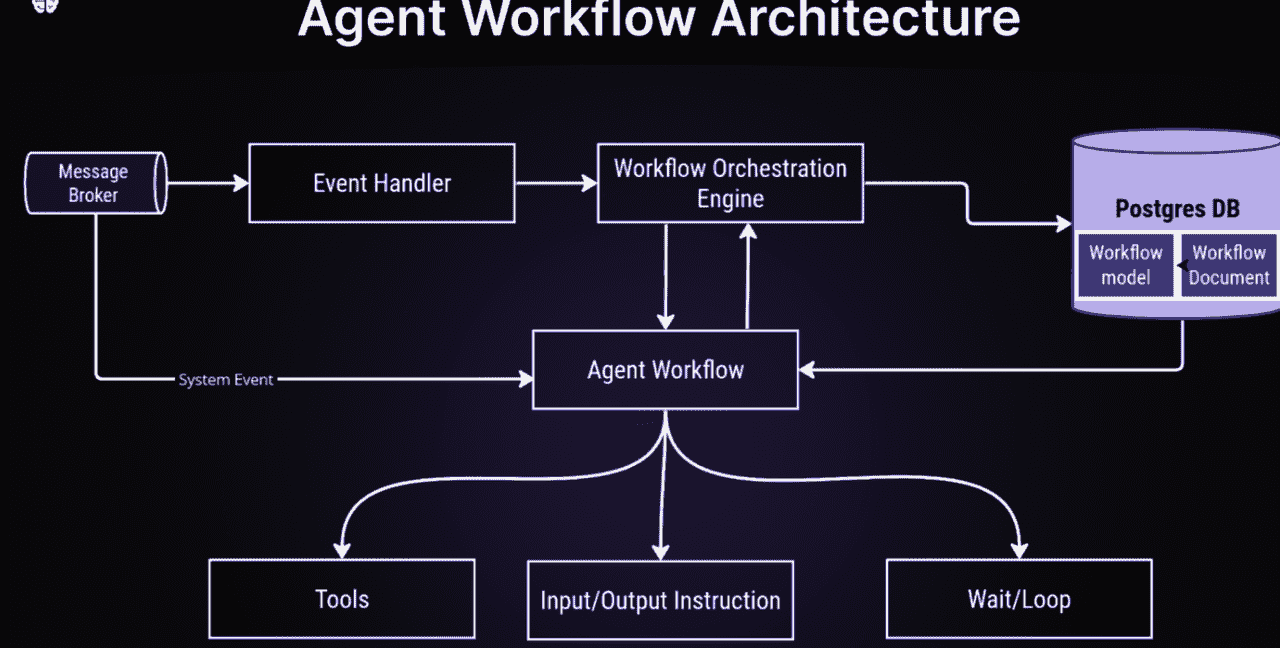 Agent Workflow Architecture
Message
Broker
Event Handler
Workflow Orchestration
Engine
Postgres DB
Workflow
model
Workflow
Document
System Event
Agent Workflow
Tools
Input/Output Instruction
Wait/Loop